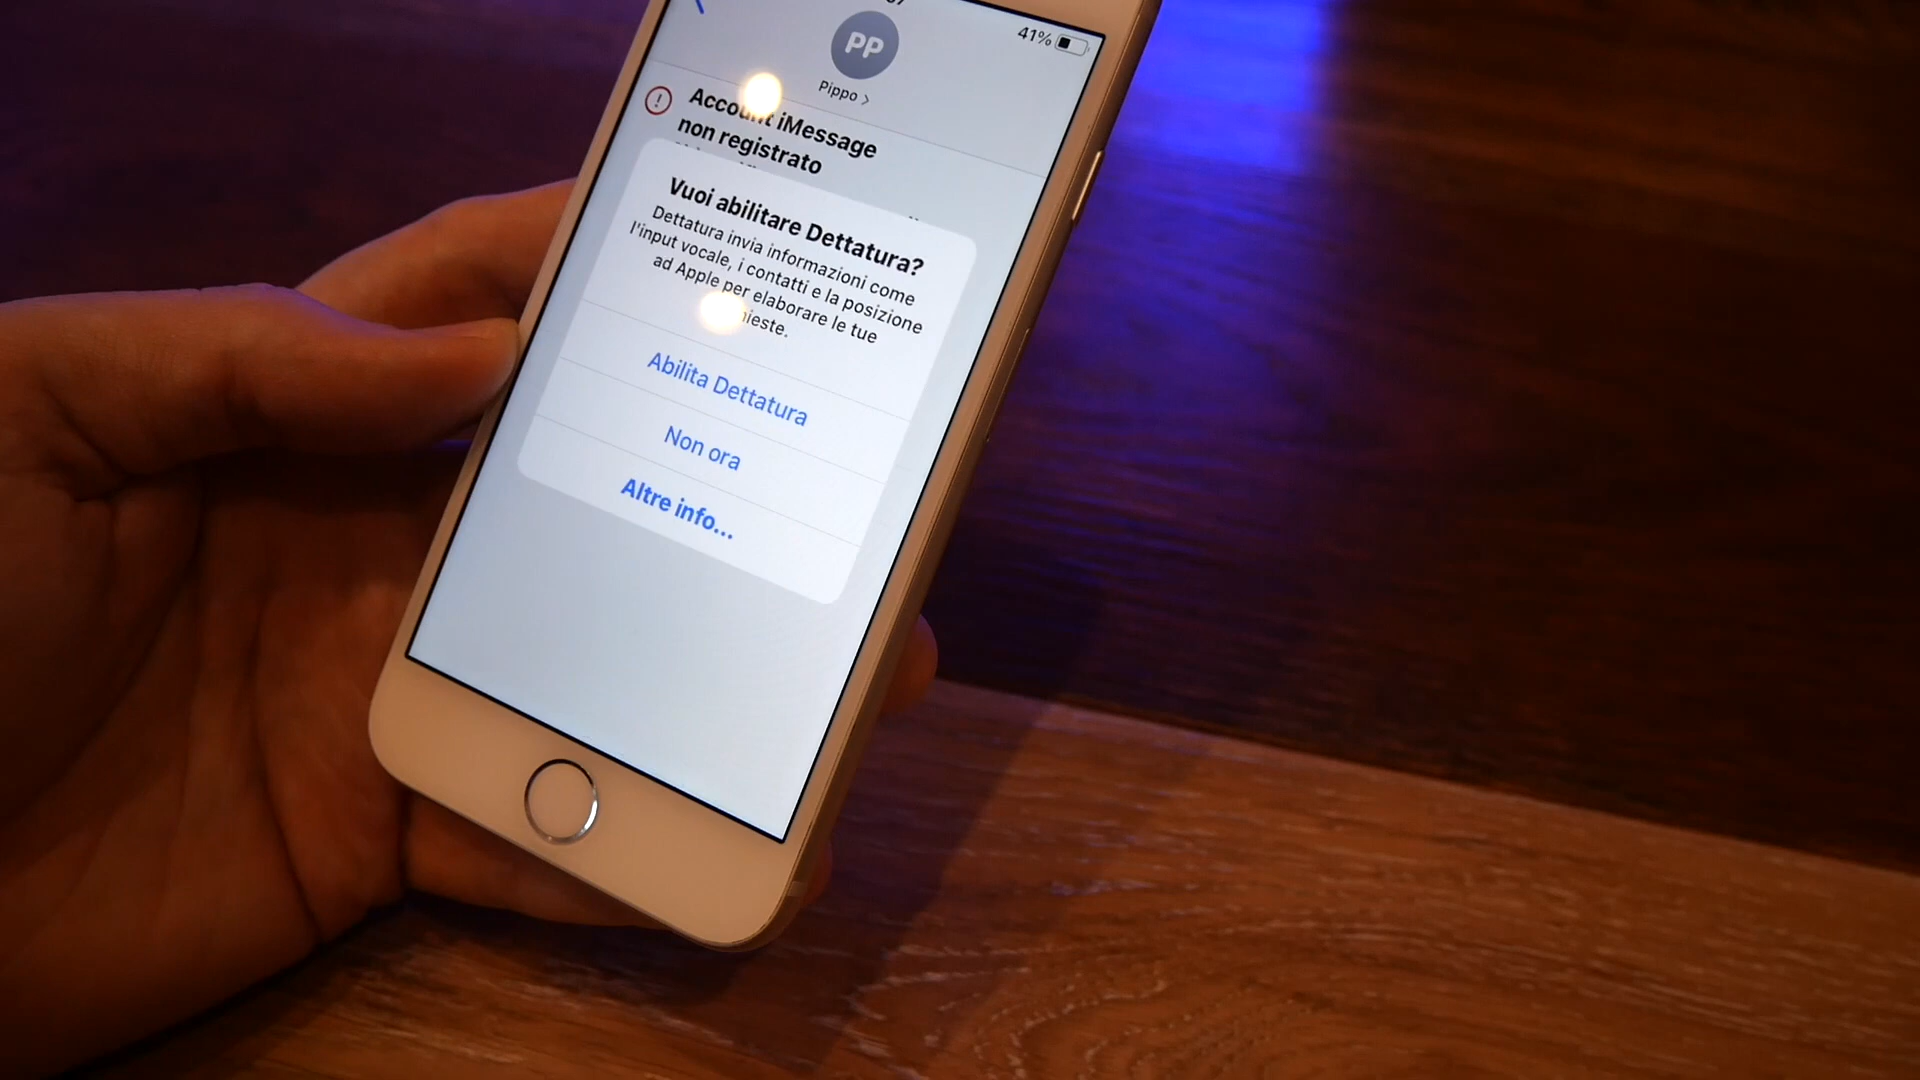 41%
PP
Pippo >
! Account iMessage
non registrato
Vuoi abilitare Dettatura?
Dettatura invia informazioni come
l'input vocale, i contatti e la posizione
ad Apple per elaborare le tue
Abilita Dettatura
Non ora
Altre info...